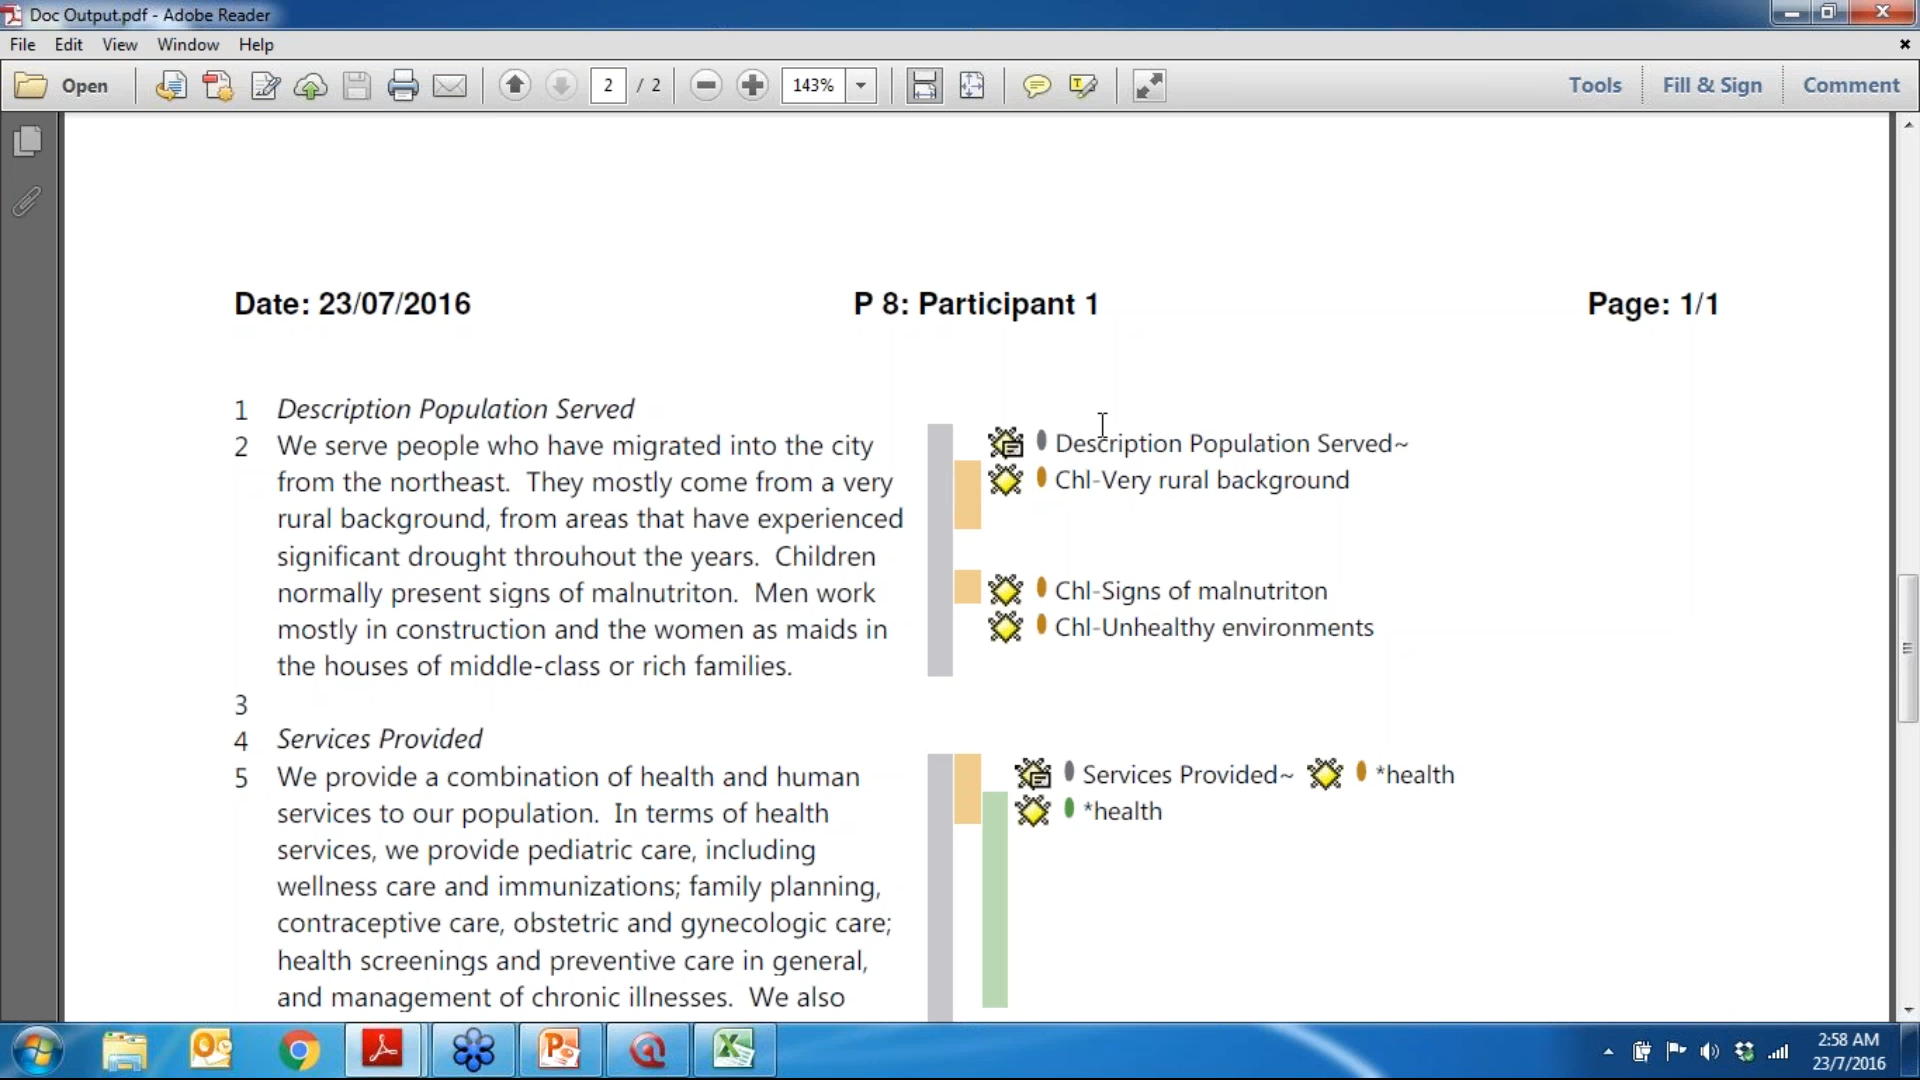 Doc Output.pdf - Adobe Reader
File Edit View Window Help
Open 2 / 2 143% Tools Fill & Sign Comment
Date: 23/07/2016 P 8: Participant 1 Page: 1/1
1 Description Population Served
2 We serve people who have migrated into the city Description Population Served~
from the northeast. They mostly come from a very Chl-Very rural background
rural background, from areas that have experienced
significant drought throuhout the years. Children
normally present signs of malnutriton. Men work Chl-Signs of malnutriton
mostly in construction and the women as maids in Chl-Unhealthy environments
the houses of middle-class or rich families.
3
4 Services Provided
5 We provide a combination of health and human Services Provided~ *health
services to our population. In terms of health *health
services, we provide pediatric care, including
wellness care and immunizations; family planning,
contraceptive care, obstetric and gynecologic care;
health screenings and preventive care in general,
and management of chronic illnesses. We also
2:58 AM
23/7/2016